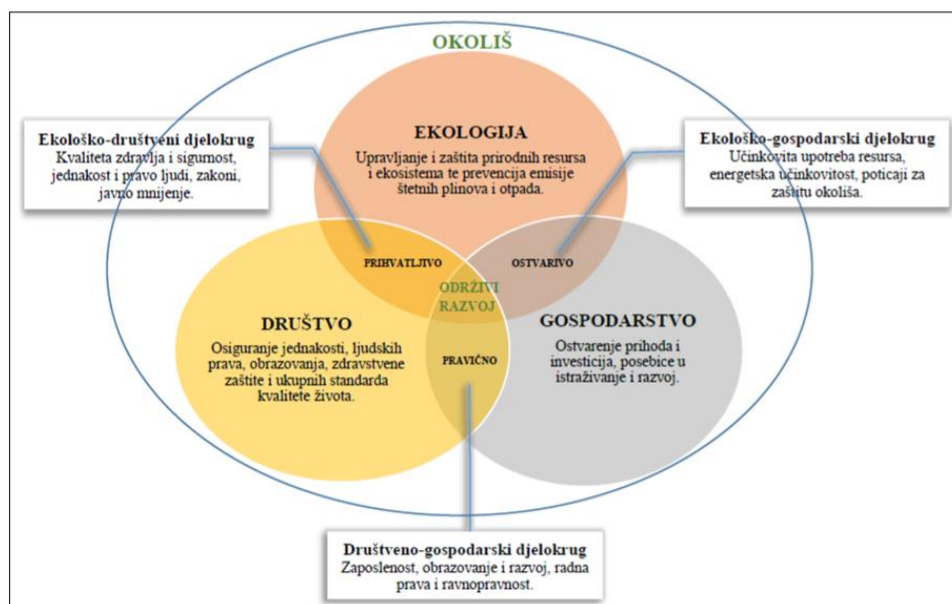 OKOLIŠ
EKOLOGIJA
Upravljanje i zaštita prirodnih resursa
i ekosistema te prevencija emisije
štetnih plinova i otpada.
Ekološko-društveni djelokrug
Kvaliteta zdravlja i sigurnost,
jednakost i pravo ljudi, zakoni,
javno mnijenje.
Ekološko-gospodarski djelokrug
Učinkovita upotreba resursa,
energetska učinkovitost, poticaji za
zaštitu okoliša.
PRIHVATLJIVO
OSTVARIVO
ODRŽIVI
RAZVOJ
DRUŠTVO
Osiguranje jednakosti, ljudskih
prava, obrazovanja, zdravstvene
zaštite i ukupnih standarda
kvalitete života.
PRAVIČNO
GOSPODARSTVO
Ostvarenje prihoda i
investicija, posebice u
istraživanje i razvoj.
Društveno-gospodarski djelokrug
Zaposlenost, obrazovanje i razvoj, radna
prava i ravnopravnost.